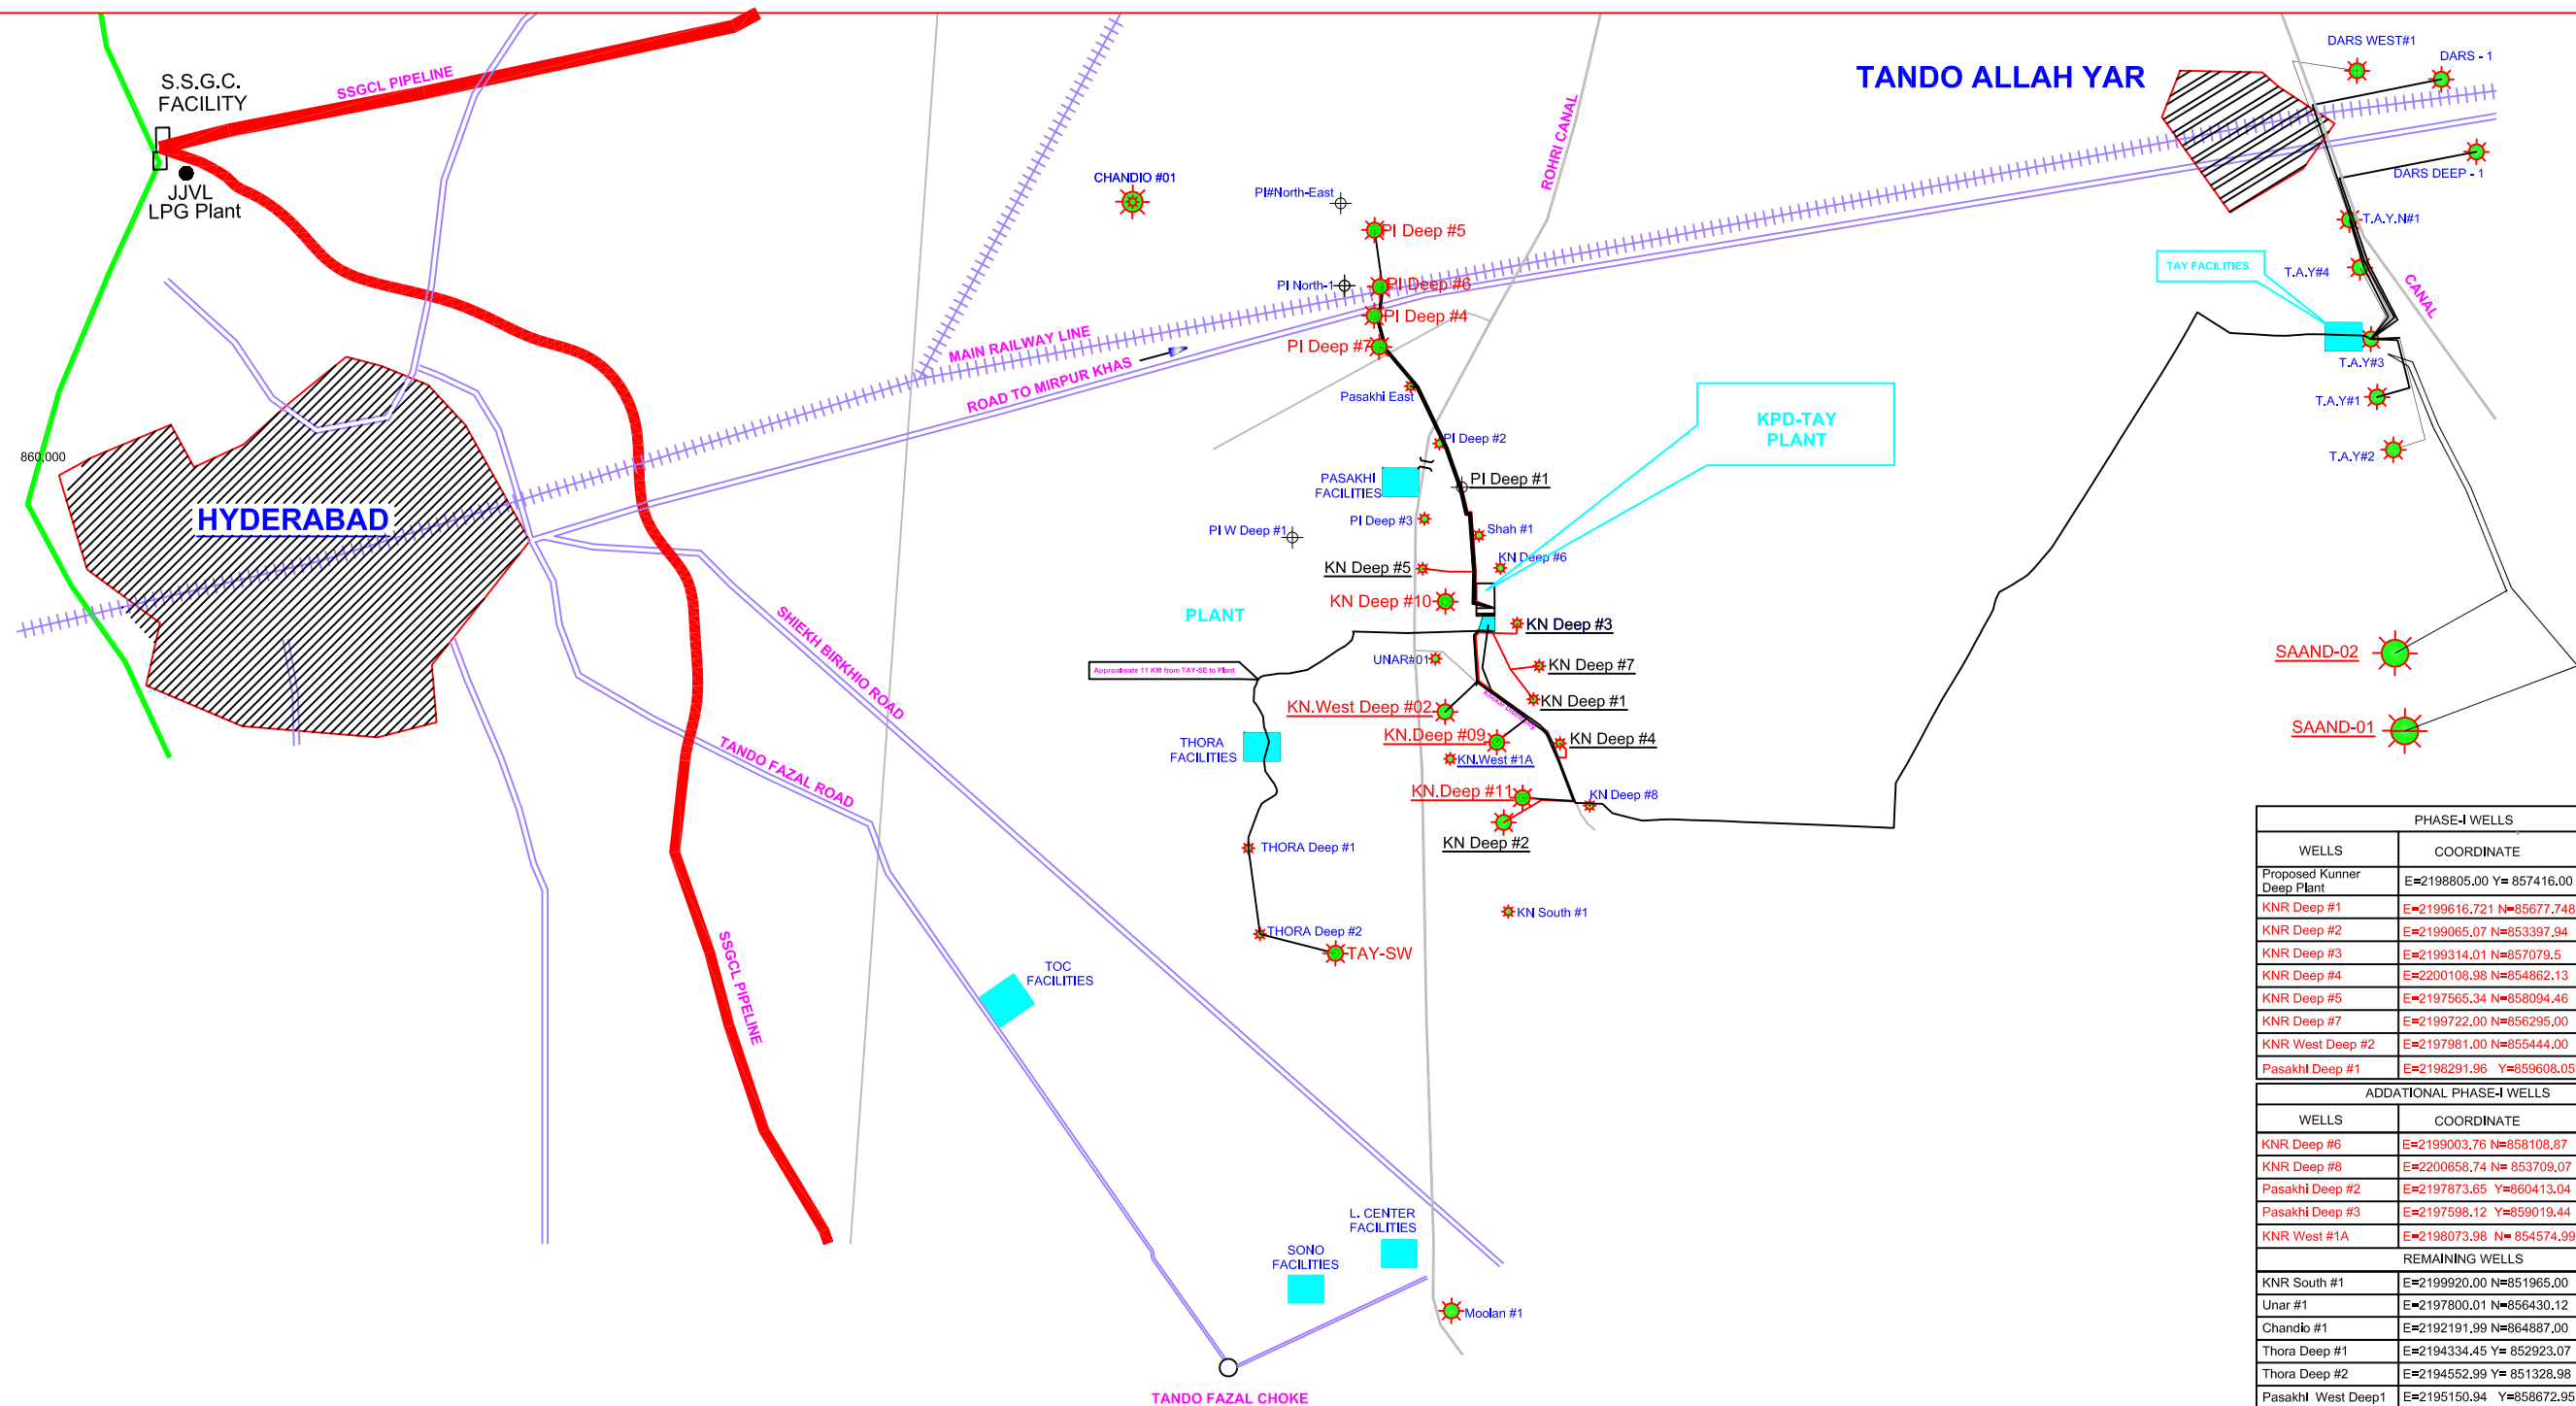 S.S.G.C.
FACILITY
JJVL
LPG Plant
SSGCL PIPELINE
860,000
HYDERABAD
MAIN RAILWAY LINE
ROAD TO MIRPUR KHAS
SHIEKH BIRKHIO ROAD
TANDO FAZAL ROAD
SSGCL PIPELINE
CHANDIO #01
PI#North-East
PI Deep #5
PI North-1
PI Deep #6
PI Deep #4
PI Deep #7
Pasakhi East
ROHRI CANAL
TANDO ALLAH YAR
DARS WEST#1
DARS - 1
DARS DEEP - 1
T.A.Y.N#1
T.A.Y#4
TAY FACILITIES
CANAL
T.A.Y#3
T.A.Y#1
T.A.Y#2
KPD-TAY
PLANT
PI Deep #2
PASAKHI
FACILITIES
PI Deep #1
PI Deep #3
PI W Deep #1
Shah #1
KN Deep #6
KN Deep #5
KN Deep #10
PLANT
KN Deep #3
UNAR#01
KN Deep #7
Approximate 11 KM from TAY-SE to Plant
KN Deep #1
KN.West Deep #02
KN.Deep #09
KN Deep #4
THORA
FACILITIES
KN.West #1A
KN.Deep #11
KN Deep #8
KN Deep #2
THORA Deep #1
KN South #1
THORA Deep #2
TAY-SW
TOC
FACILITIES
L. CENTER
FACILITIES
SONO
FACILITIES
Moolan #1
TANDO FAZAL CHOKE
SAAND-02
SAAND-01
PHASE-I WELLS
WELLS COORDINATE
Proposed Kunner
Deep Plant E=2198805.00 Y= 857416.00
KNR Deep #1 E=2199616.721 N=85677.748
KNR Deep #2 E=2199065.07 N=853397.94
KNR Deep #3 E=2199314.01 N=857079.5
KNR Deep #4 E=2200108.98 N=854862.13
KNR Deep #5 E=2197565.34 N=858094.46
KNR Deep #7 E=2199722.00 N=856295.00
KNR West Deep #2 E=2197981.00 N=855444.00
Pasakhi Deep #1 E=2198291.96 Y=859608.05
ADDATIONAL PHASE-I WELLS
WELLS COORDINATE
KNR Deep #6 E=2199003.76 N=858108.87
KNR Deep #8 E=2200658.74 N= 853709.07
Pasakhi Deep #2 E=2197873.65 Y=860413.04
Pasakhi Deep #3 E=2197598.12 Y=859019.44
KNR West #1A E=2198073.98 N= 854574.99
REMAINING WELLS
KNR South #1 E=2199920.00 N=851965.00
Unar #1 E=2197800.01 N=856430.12
Chandio #1 E=2192191.99 N=864887.00
Thora Deep #1 E=2194334.45 Y= 852923.07
Thora Deep #2 E=2194552.99 Y= 851328.98
Pasakhi West Deep1 E=2195150.94 Y=858672.95